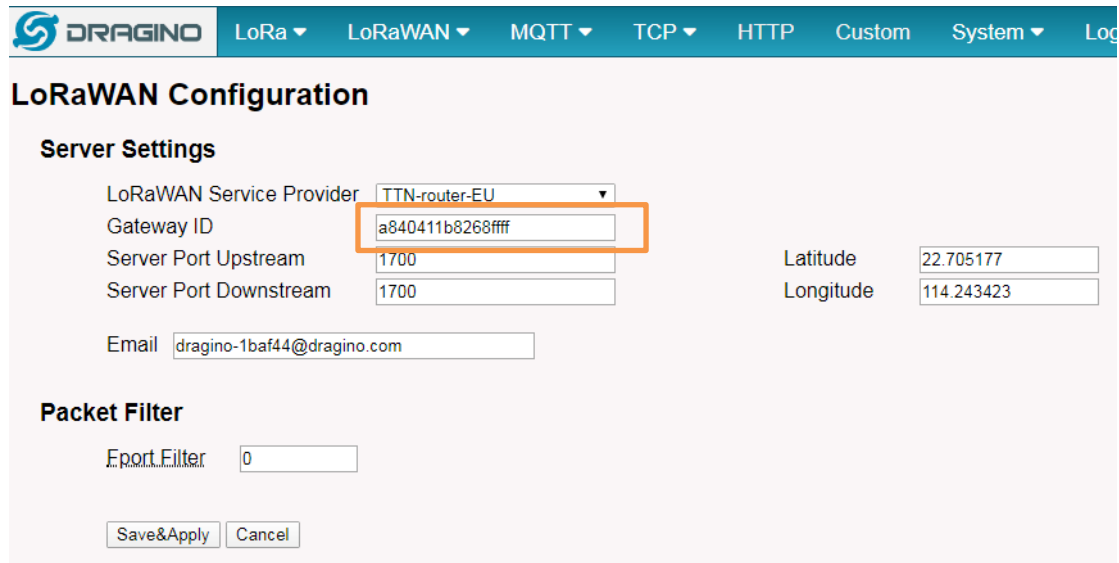 DRAGINO LoRa LoRaWAN MQTT TCP HTTP Custom System Log
LoRaWAN Configuration
Server Settings
LoRaWAN Service Provider TTN-router-EU
Gateway ID a840411b8268ffff
Server Port Upstream 1700 Latitude 22.705177
Server Port Downstream 1700 Longitude 114.243423
Email dragino-1baf44@dragino.com
Packet Filter
Fport Filter 0
Save&Apply Cancel